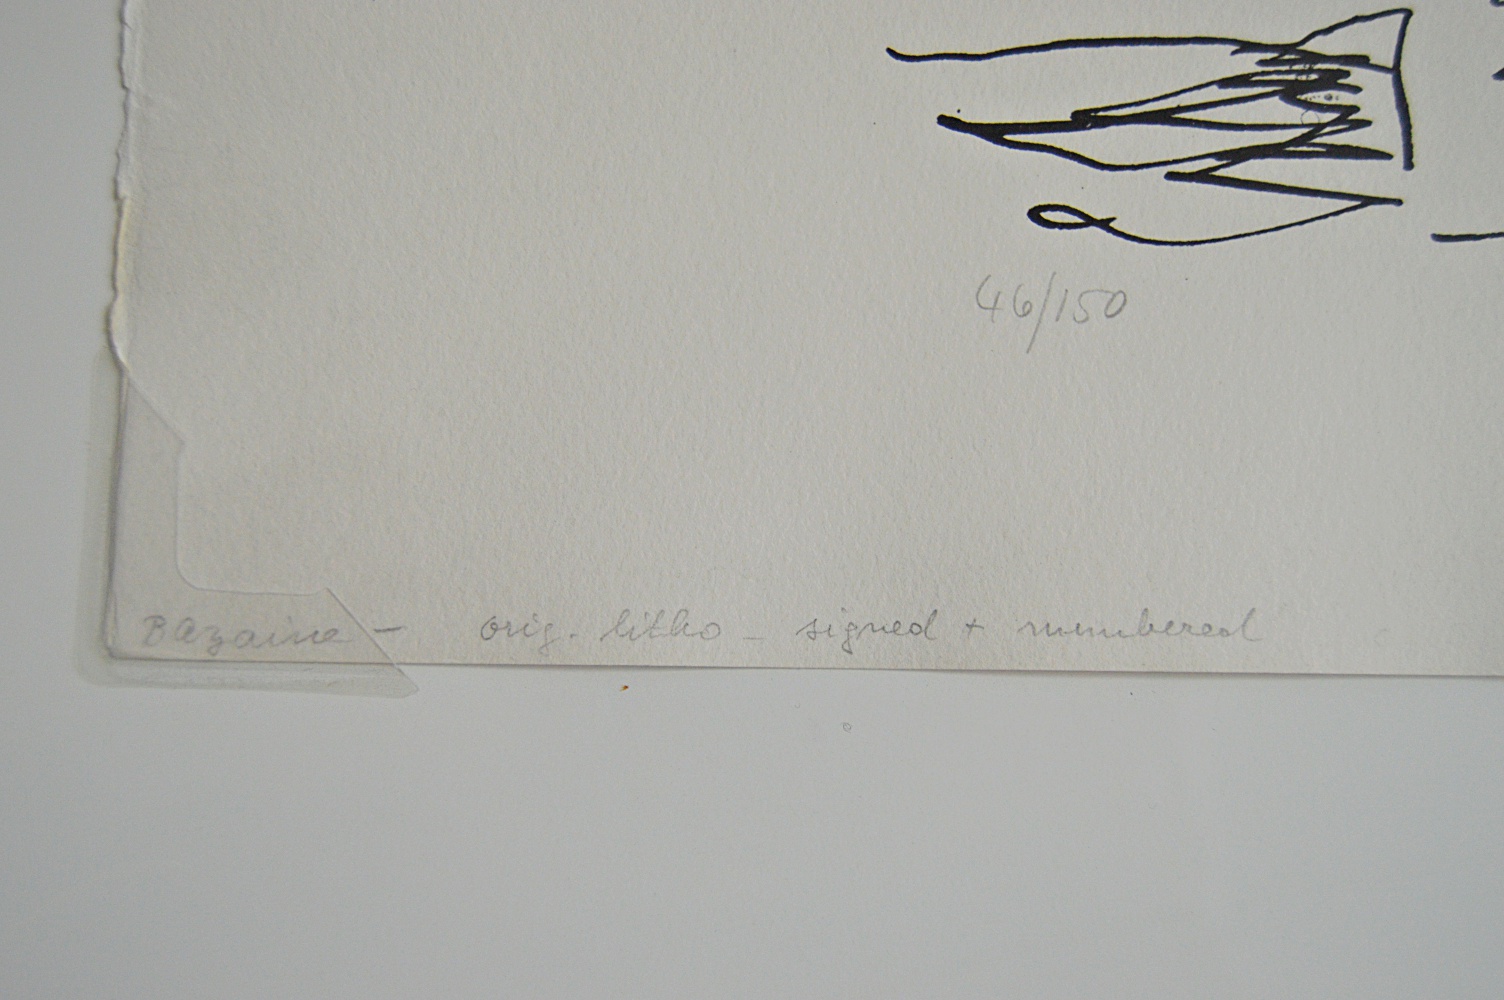 46/150
Bazaine – orig. litho – signed + numbered